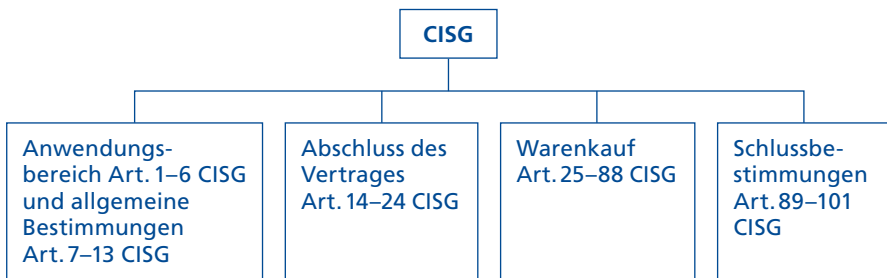 CISG
Anwendungs-
bereich Art. 1–6 CISG
und allgemeine
Bestimmungen
Art. 7–13 CISG
Abschluss des
Vertrages
Art. 14–24 CISG
Warenkauf
Art. 25–88 CISG
Schlussbe-
stimmungen
Art. 89–101
CISG